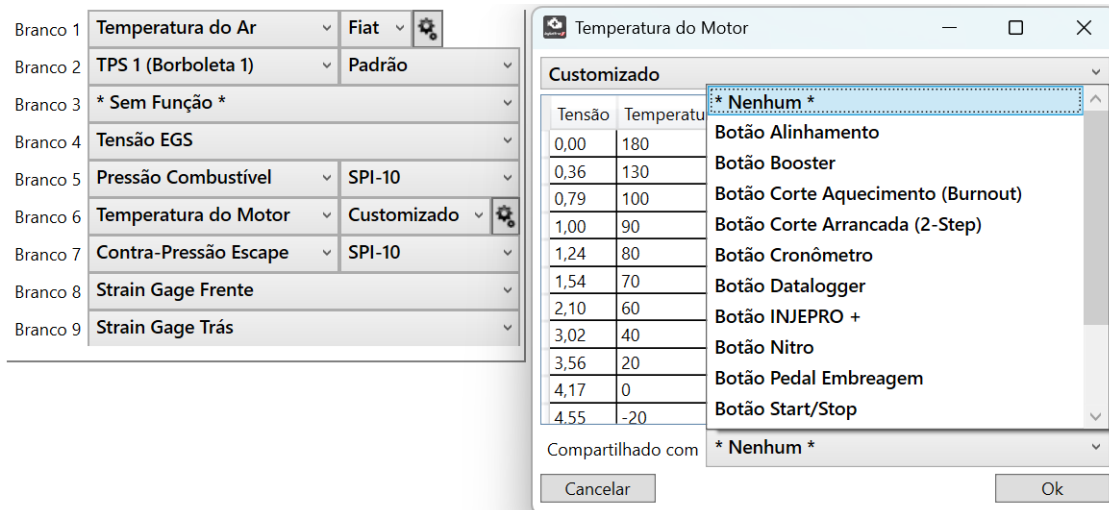 Branco 1 Temperatura do Ar Fiat
Branco 2 TPS 1 (Borboleta 1) Padrão
Branco 3 * Sem Função *
Branco 4 Tensão EGS
Branco 5 Pressão Combustível SPI-10
Branco 6 Temperatura do Motor Customizado
Branco 7 Contra-Pressão Escape SPI-10
Branco 8 Strain Gage Frente
Branco 9 Strain Gage Trás
Temperatura do Motor
Customizado
Tensão Temperatu
0,00 180
0,36 130
0,79 100
1,00 90
1,24 80
1,54 70
2,10 60
3,02 40
3,56 20
4,17 0
4,55 -20
* Nenhum *
Botão Alinhamento
Botão Booster
Botão Corte Aquecimento (Burnout)
Botão Corte Arrancada (2-Step)
Botão Cronômetro
Botão Datalogger
Botão INJEPRO +
Botão Nitro
Botão Pedal Embreagem
Botão Start/Stop
Compartilhado com * Nenhum *
Cancelar Ok